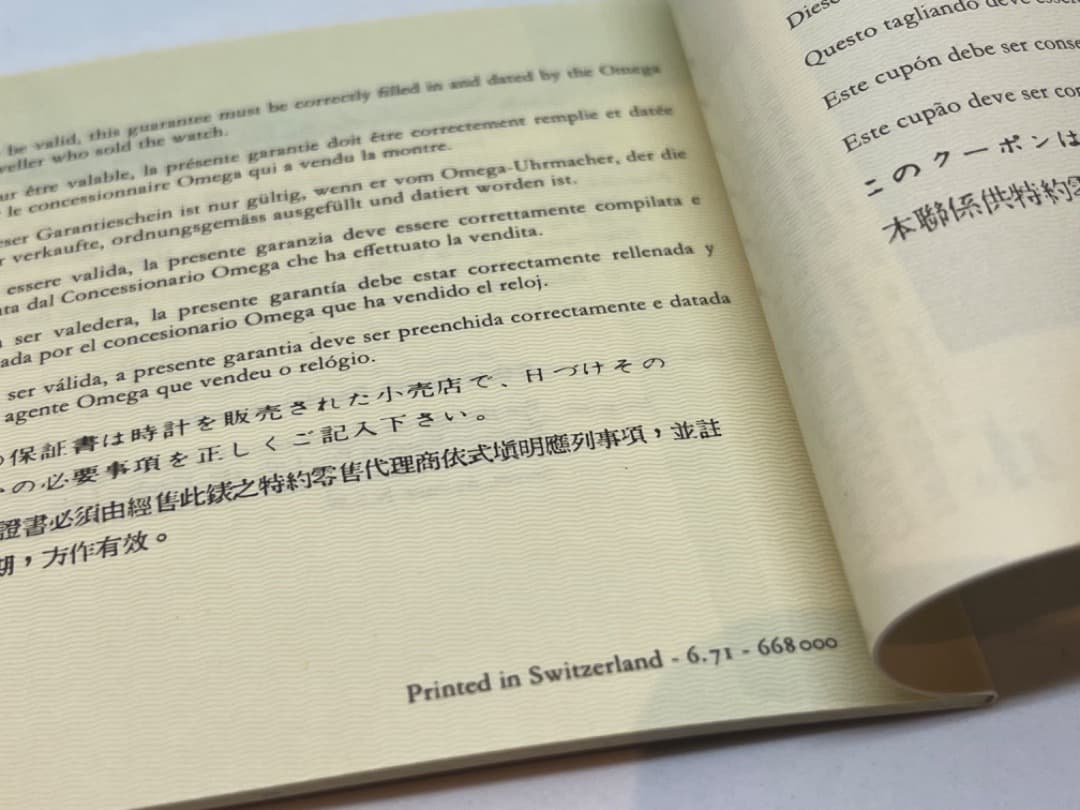 be valid, this guarantee must be correctly filled in and dated by the Omega
who sold the watch.
être valable, la présente garantie doit être correctement remplie et datée
le concessionnaire Omega qui a vendu la montre.
Garantieschein ist nur gültig, wenn er vom Omega-Uhrmacher, der die
verkaufte, ordnungsgemäss ausgefüllt und datiert worden ist.
essere valida, la presente garanzia deve essere correttamente compilata e
dal Concessionario Omega che ha effettuato la vendita.
ser valedera, la presente garantía debe estar correctamente rellenada y
por el concesionario Omega que ha vendido el reloj.
ser válida, a presente garantia deve ser preenchida correctamente e datada
agente Omega que vendeu o relógio.
保証書は時計を販売された小売店で、日づけその
の必要事項を正しくご記入下さい。
證書必須由經售此錶之特約零售代理商依式塡明應列事項，並註
期，方作有效。
Printed in Switzerland - 6.71 - 668000
Questo tagliando deve
Este cupón debe ser
Este cupão deve ser
このクーポンは
本聯係供特約